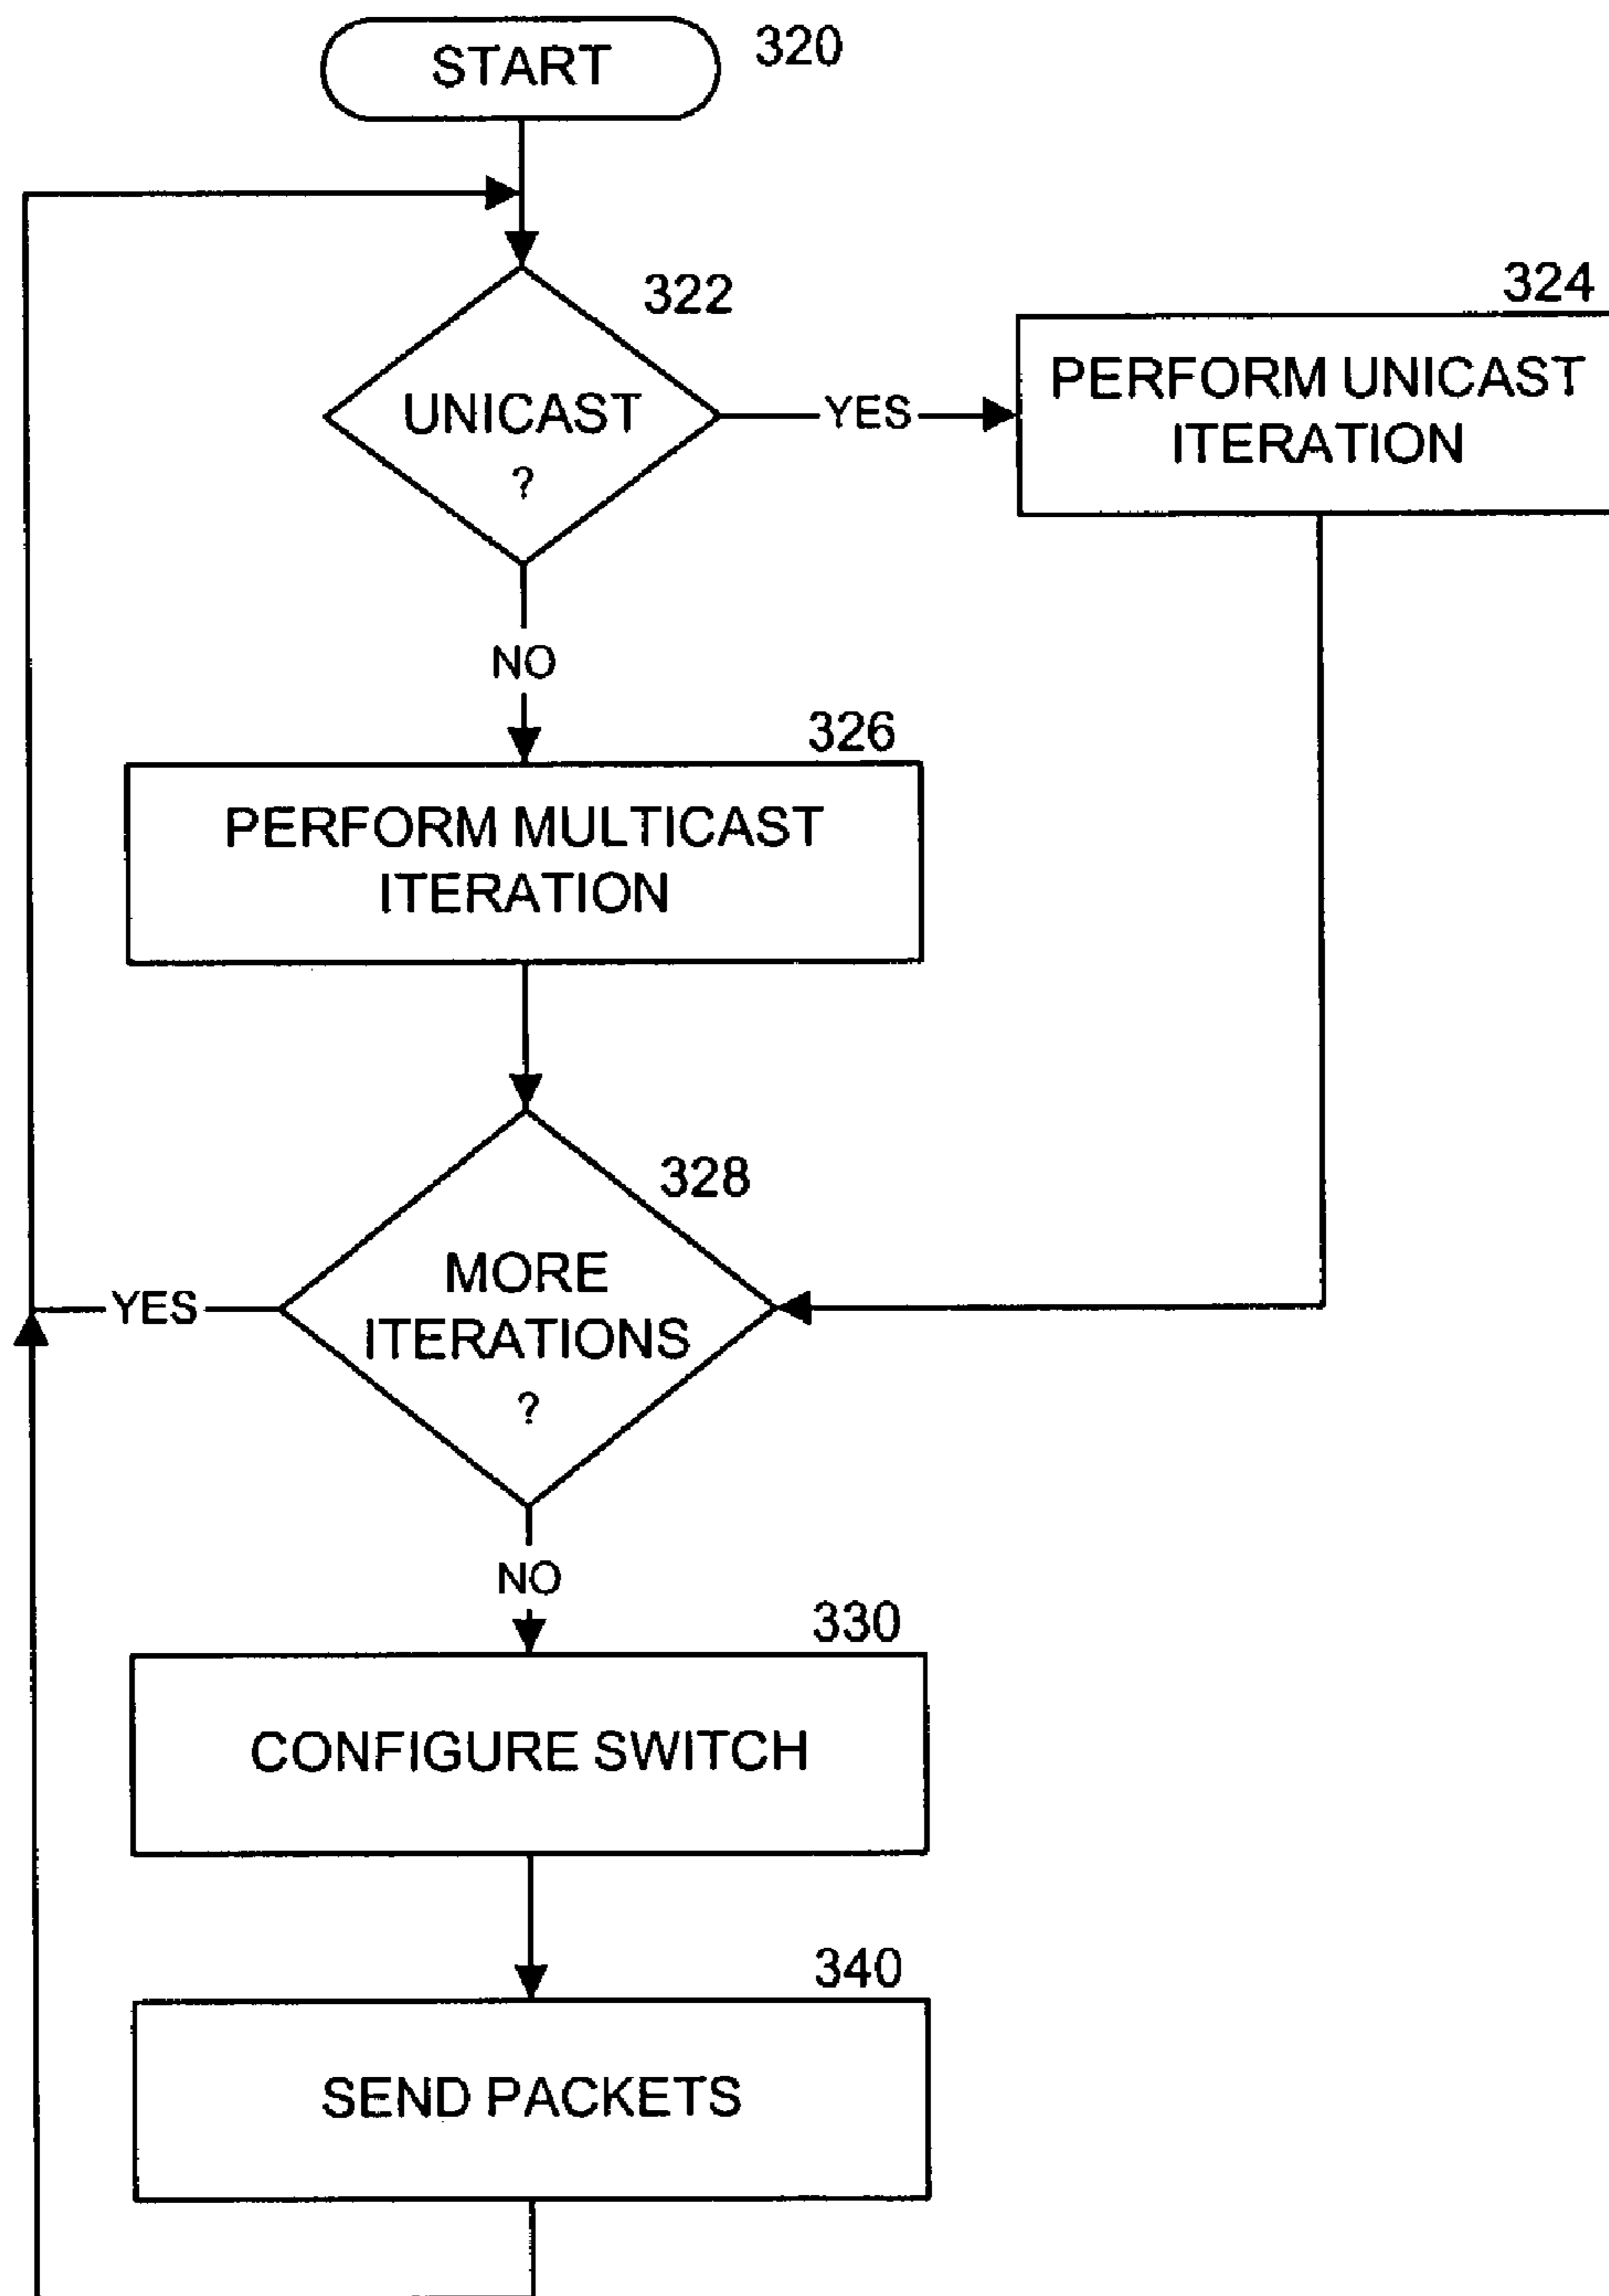 START
320
322
UNICAST
?
YES
324
PERFORM UNICAST
ITERATION
NO
326
PERFORM MULTICAST
ITERATION
328
MORE
ITERATIONS
?
YES
NO
330
CONFIGURE SWITCH
340
SEND PACKETS